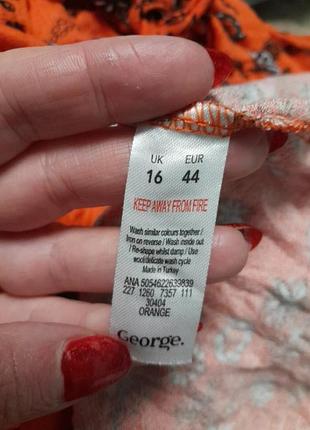 UK EUR
16 44
KEEP AWAY FROM FIRE
Wash similar colours together /
Iron on reverse / Wash inside out
/ Re-shape whilst damp / Use
wool/delicate wash cycle
Made in Turkey
ANA 5054622639839
227 1260 7357 111
30404
ORANGE
George.